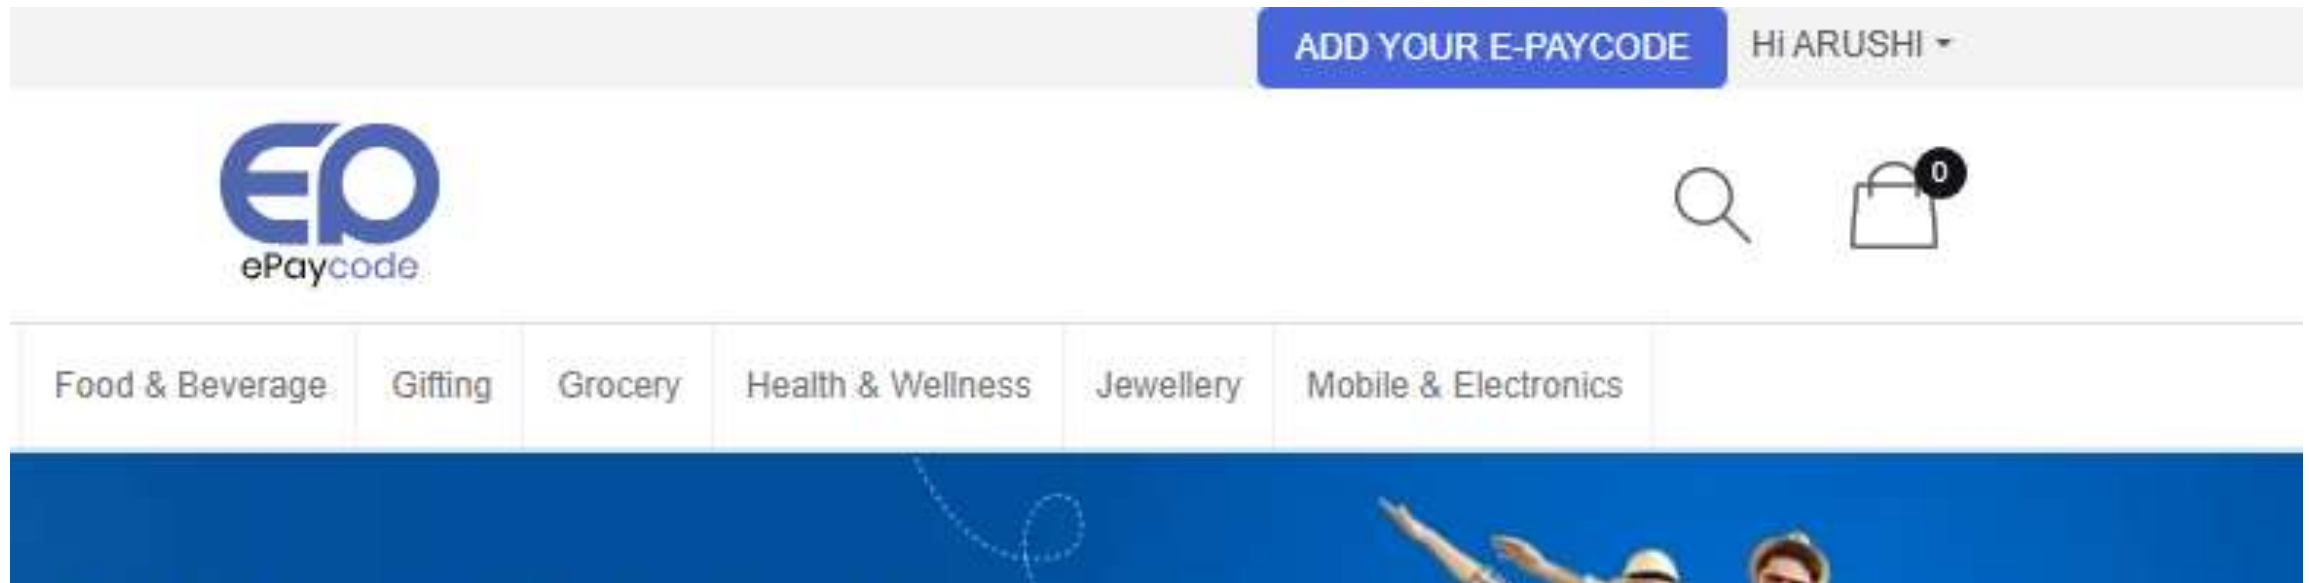 ADD YOUR E-PAYCODE Hi ARUSHI
0
EP
ePaycode
Food & Beverage Gifting Grocery Health & Wellness Jewellery Mobile & Electronics